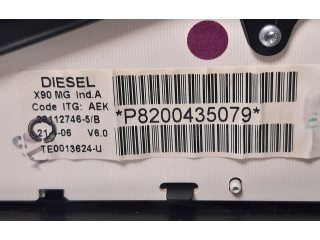 DIESEL
X90 MG Ind.A
Code ITG: AEK
*P8200435079*
V6.0
TE0013624-U